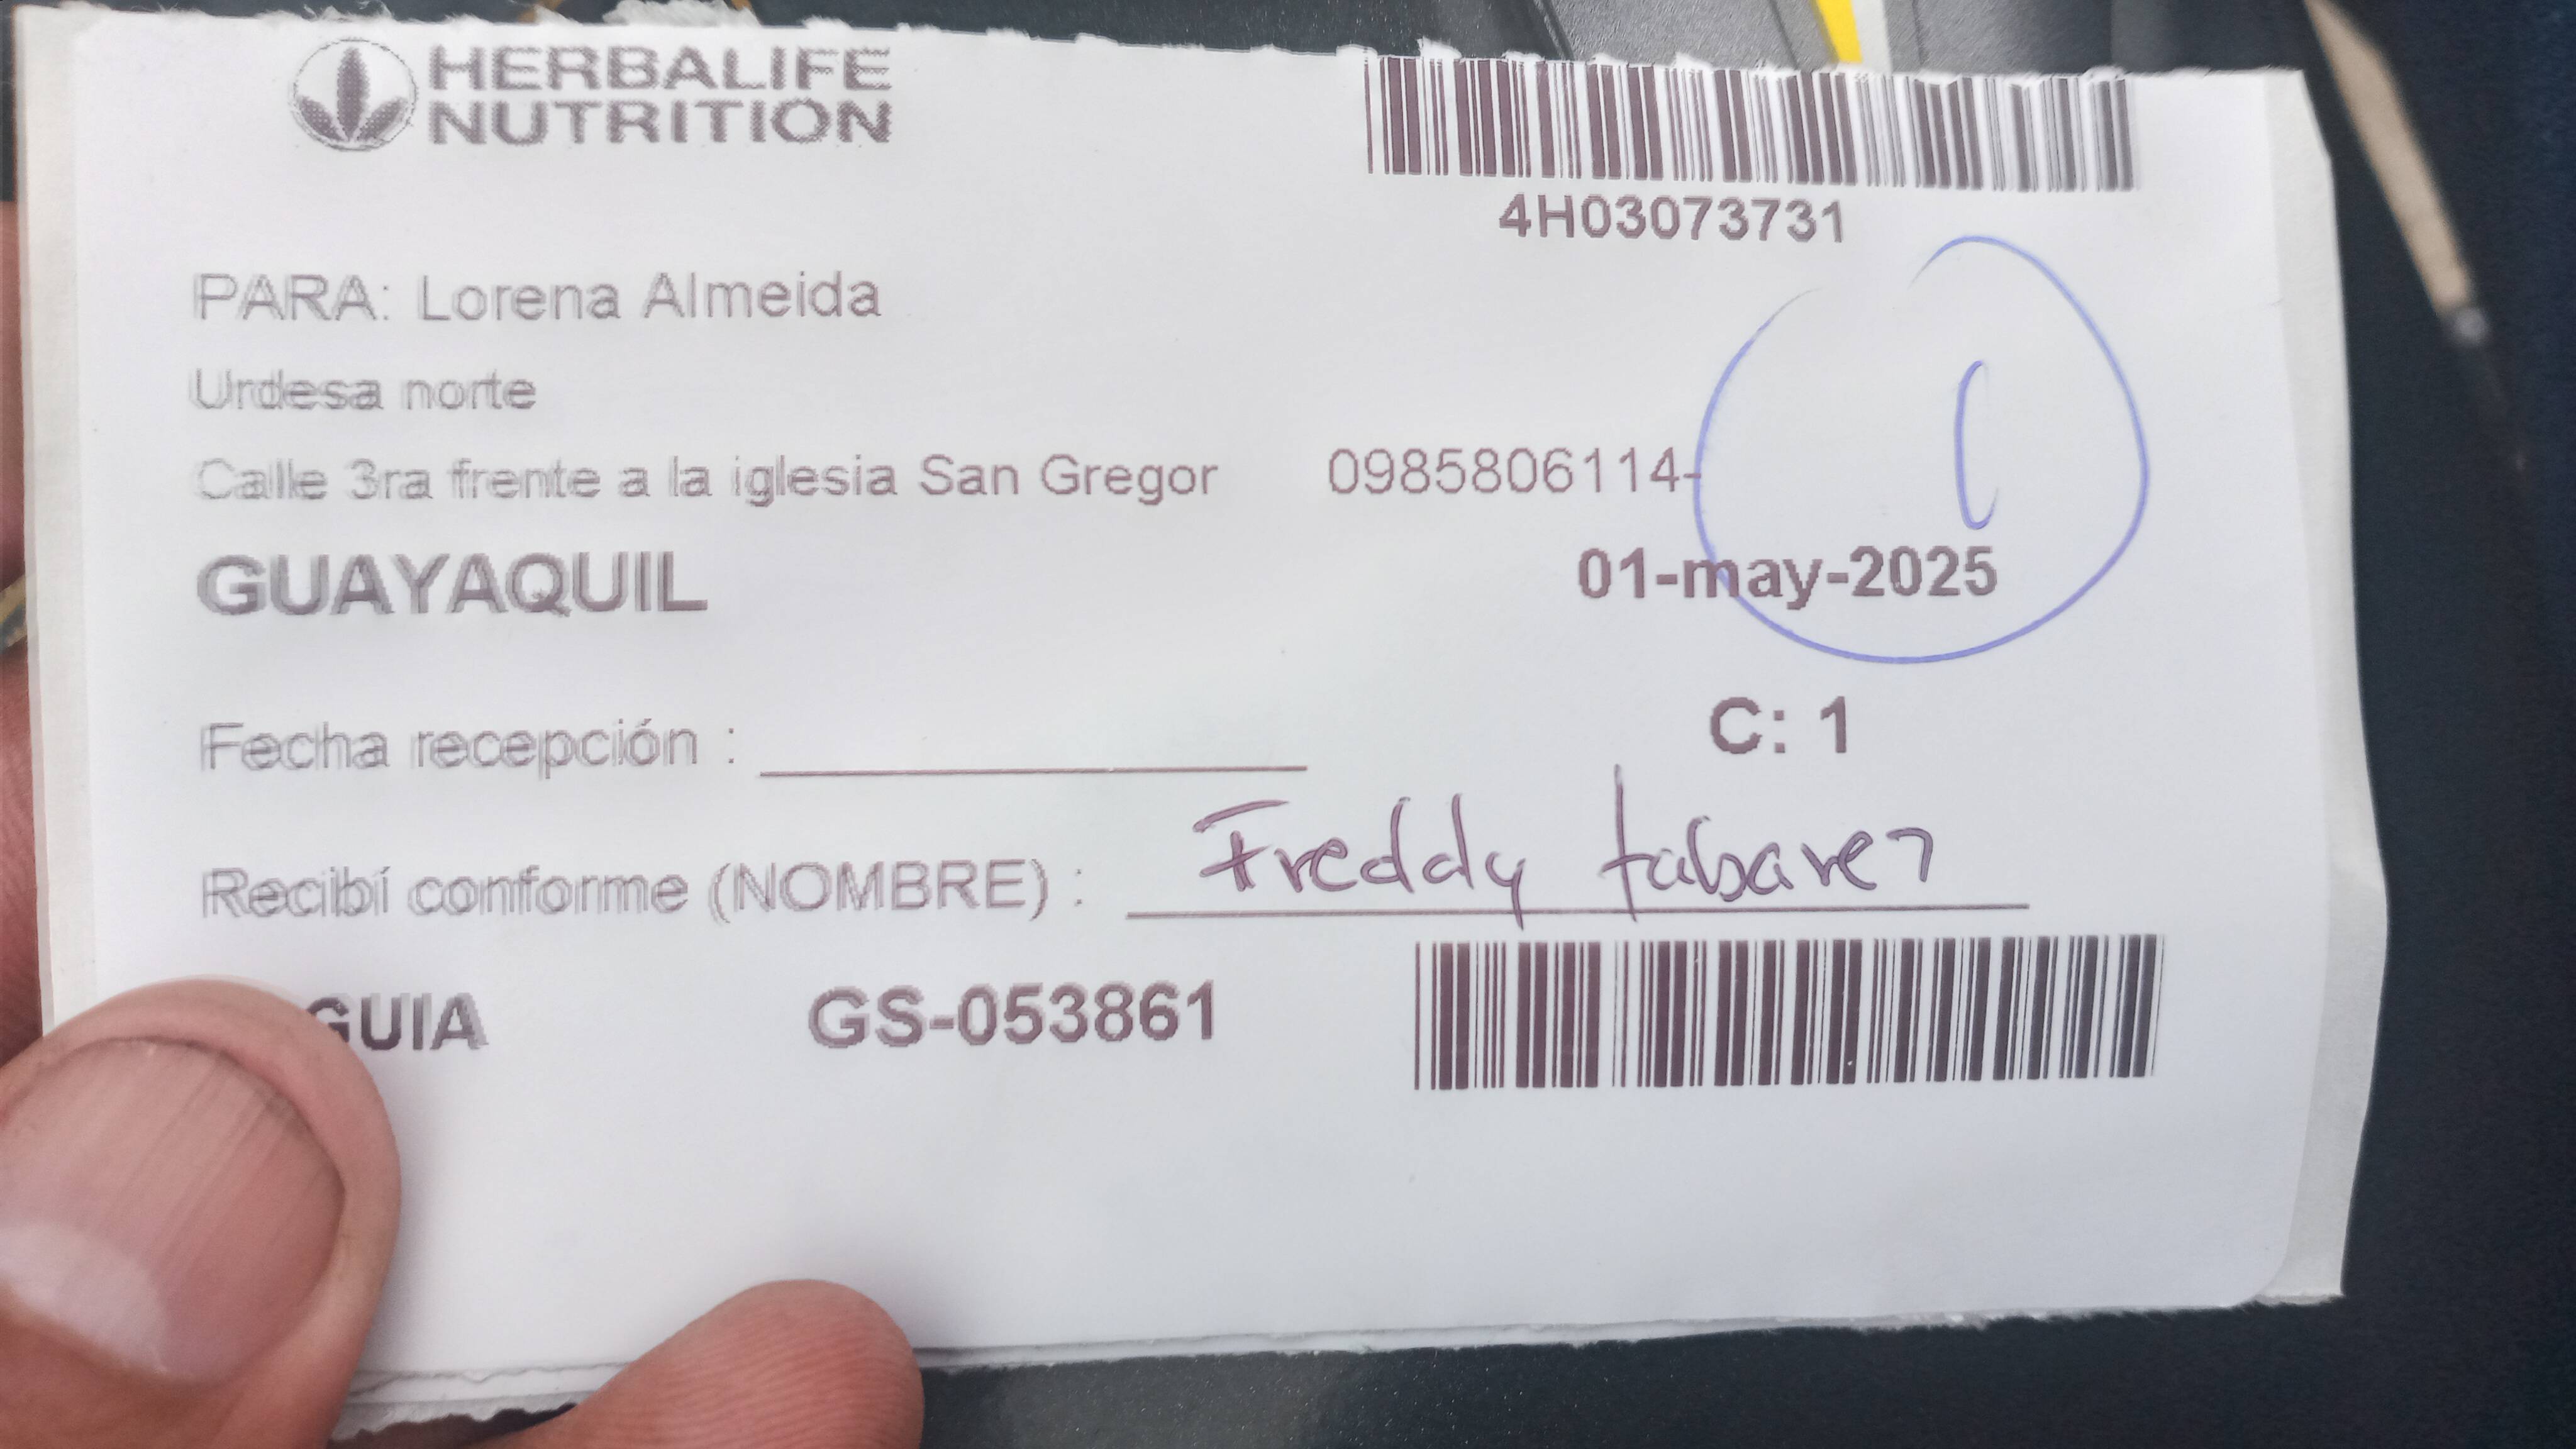 HERBALIFE
NUTRITION
4H03073731
PARA: Lorena Almeida
Urdesa norte
Calle 3ra frente a la iglesia San Gregor 0985806114-
1
GUAYAQUIL 01-may-2025
Fecha recepción :
C: 1
Recibí conforme (NOMBRE) : Freddy tabarez
GUIA GS-053861